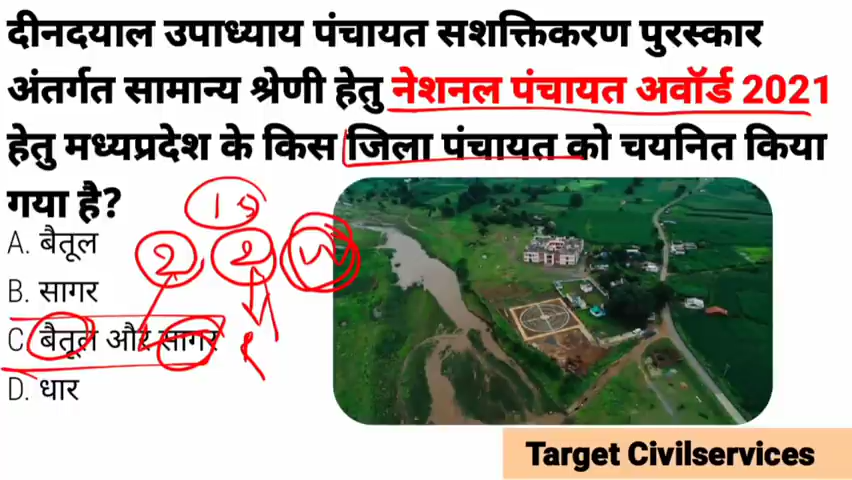 दीनदयाल उपाध्याय पंचायत सशक्तिकरण पुरस्कार
अंतर्गत सामान्य श्रेणी हेतु नेशनल पंचायत अवॉर्ड 2021
हेतु मध्यप्रदेश के किस जिला पंचायत को चयनित किया
गया है?
A. बैतूल
B. सागर
C. बैतूल और सागर
D. धार
Target Civilservices